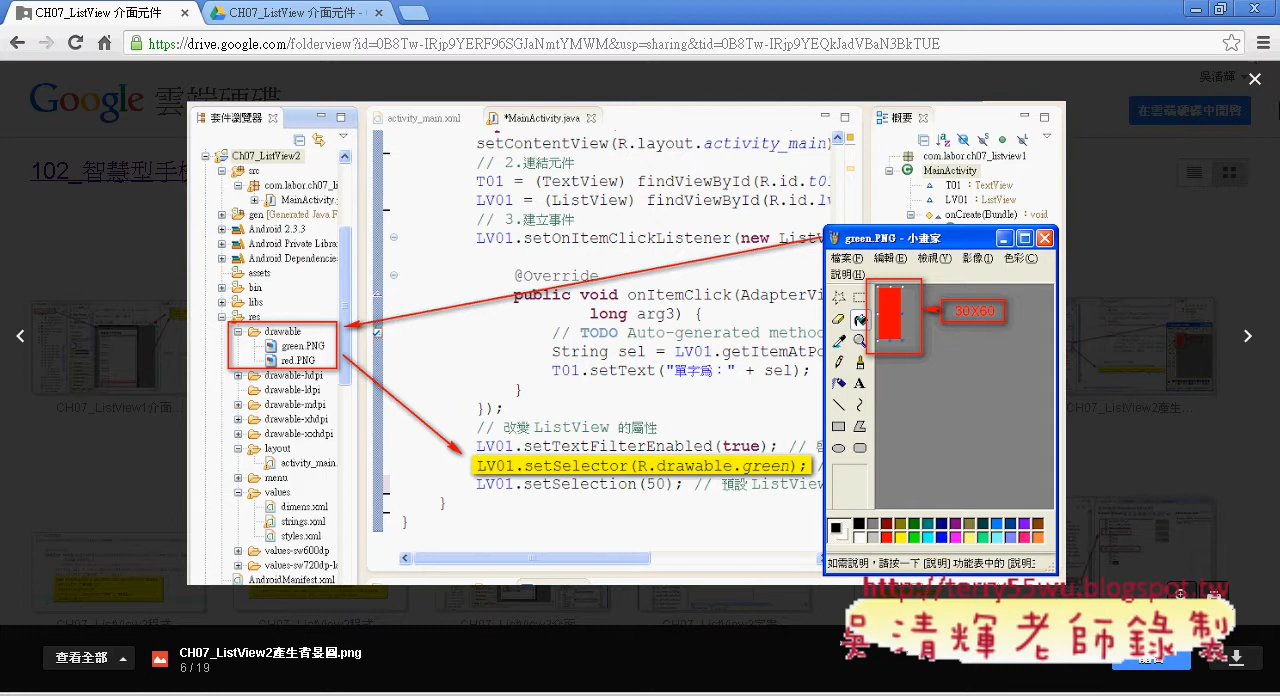 CH07_ListView 介面元件
CH07_ListView 介面元件 -
https://drive.google.com/folderview?id=0B8Tw-IRjp9YERF96SGJaNmtYMWM&usp=sharing&tid=0B8Tw-IRjp9YEQkJadVBaN3BkTUE
Google 雲端硬碟
吳清輝
在雲端硬碟中開啓
102_智慧型手
套件瀏覽器
activity_main.xml
*MainActivity.java
概要
CH07_ListView2
src
com.labor.ch07_li
MainActivity.
gen [Generated Java F
Android 2.3.3
Android Private Librar
Android Dependencies
assets
bin
libs
res
drawable
green.PNG
red.PNG
drawable-hdpi
drawable-ldpi
drawable-mdpi
drawable-xhdpi
drawable-xxhdpi
layout
activity_main.
menu
values
dimens.xml
strings.xml
styles.xml
values-sw600dp
values-sw720dp-la
AndroidManifest.xml
setContentView(R.layout.activity_main)
// 2.連結元件
T01 = (TextView) findViewById(R.id.t0
LV01 = (ListView) findViewById(R.id.lv
// 3.建立事件
LV01.setOnItemClickListener(new ListV
@Override
public void onItemClick(AdapterVi
long arg3) {
// TODO Auto-generated method
String sel = LV01.getItemAtPo
T01.setText("單字為：" + sel);
}
});
// 改變 ListView 的屬性
LV01.setTextFilterEnabled(true); //
LV01.setSelector(R.drawable.green); /
LV01.setSelection(50); // 預設 ListView
}
}
com.labor.ch07_listview1
MainActivity
T01 : TextView
LV01 : ListView
onCreate(Bundle) : void
green.PNG - 小畫家
檔案(F) 編輯(E) 檢視(V) 影像(I) 色彩(C)
說明(H)
30X60
如需說明，請按一下 [說明] 功能表中的 [說明主
CH07_ListView1介面元
CH07_ListView2產生...
http://terry55wu.blogspot.tw
吳清輝老師錄製
查看全部
CH07_ListView2產生背景圖.png
6 / 19